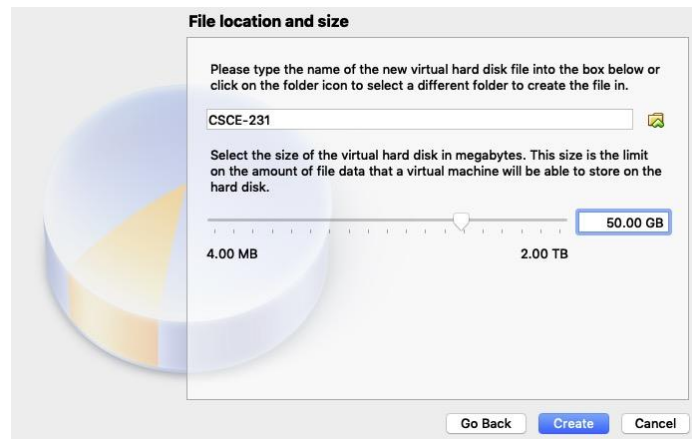 File location and size
Please type the name of the new virtual hard disk file into the box below or
click on the folder icon to select a different folder to create the file in.
CSCE-231
Select the size of the virtual hard disk in megabytes. This size is the limit
on the amount of file data that a virtual machine will be able to store on the
hard disk.
50.00 GB
4.00 MB 2.00 TB
Go Back Create Cancel